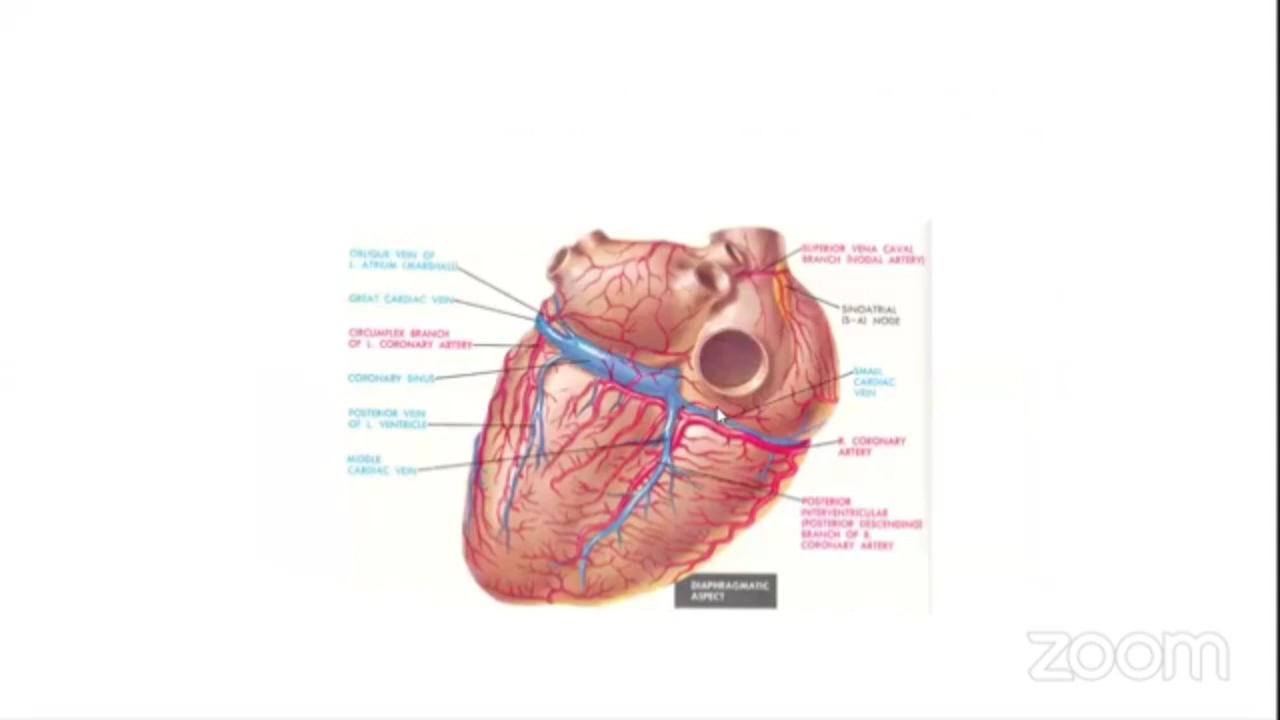 OBLIQUE VEIN OF
L. ATRIUM (MARSHALL)
GREAT CARDIAC VEIN
CIRCUMFLEX BRANCH
OF L. CORONARY ARTERY
CORONARY SINUS
POSTERIOR VEIN
OF L. VENTRICLE
MIDDLE
CARDIAC VEIN
SUPERIOR VENA CAVAL
BRANCH (NODAL ARTERY)
SINOATRIAL
(S-A) NODE
SMALL
CARDIAC
VEIN
R. CORONARY
ARTERY
POSTERIOR
INTERVENTRICULAR
(POSTERIOR DESCENDING)
BRANCH OF R.
CORONARY ARTERY
DIAPHRAGMATIC
ASPECT
zoom